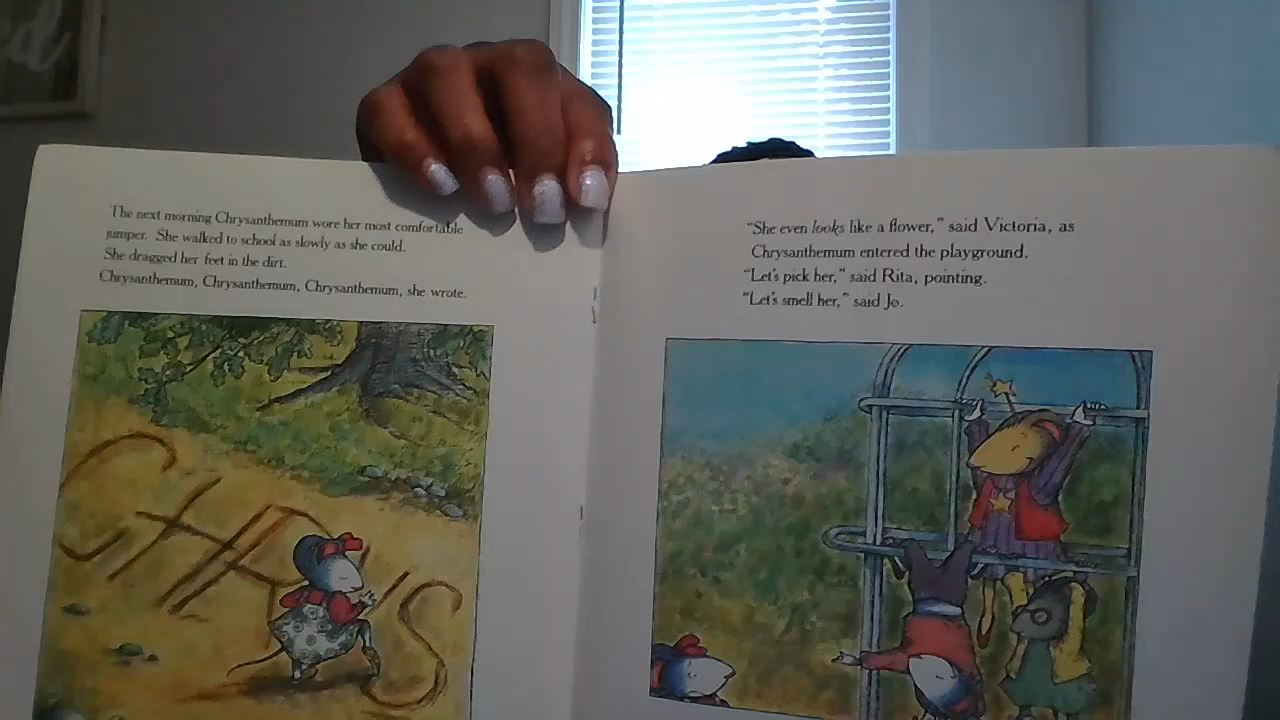 The next morning Chrysanthemum wore her most comfortable
jumper. She walked to school as slowly as she could.
She dragged her feet in the dirt.
Chrysanthemum, Chrysanthemum, Chrysanthemum, she wrote.
CHRYS
"She even looks like a flower," said Victoria, as
Chrysanthemum entered the playground.
"Let's pick her," said Rita, pointing.
"Let's smell her," said Jo.